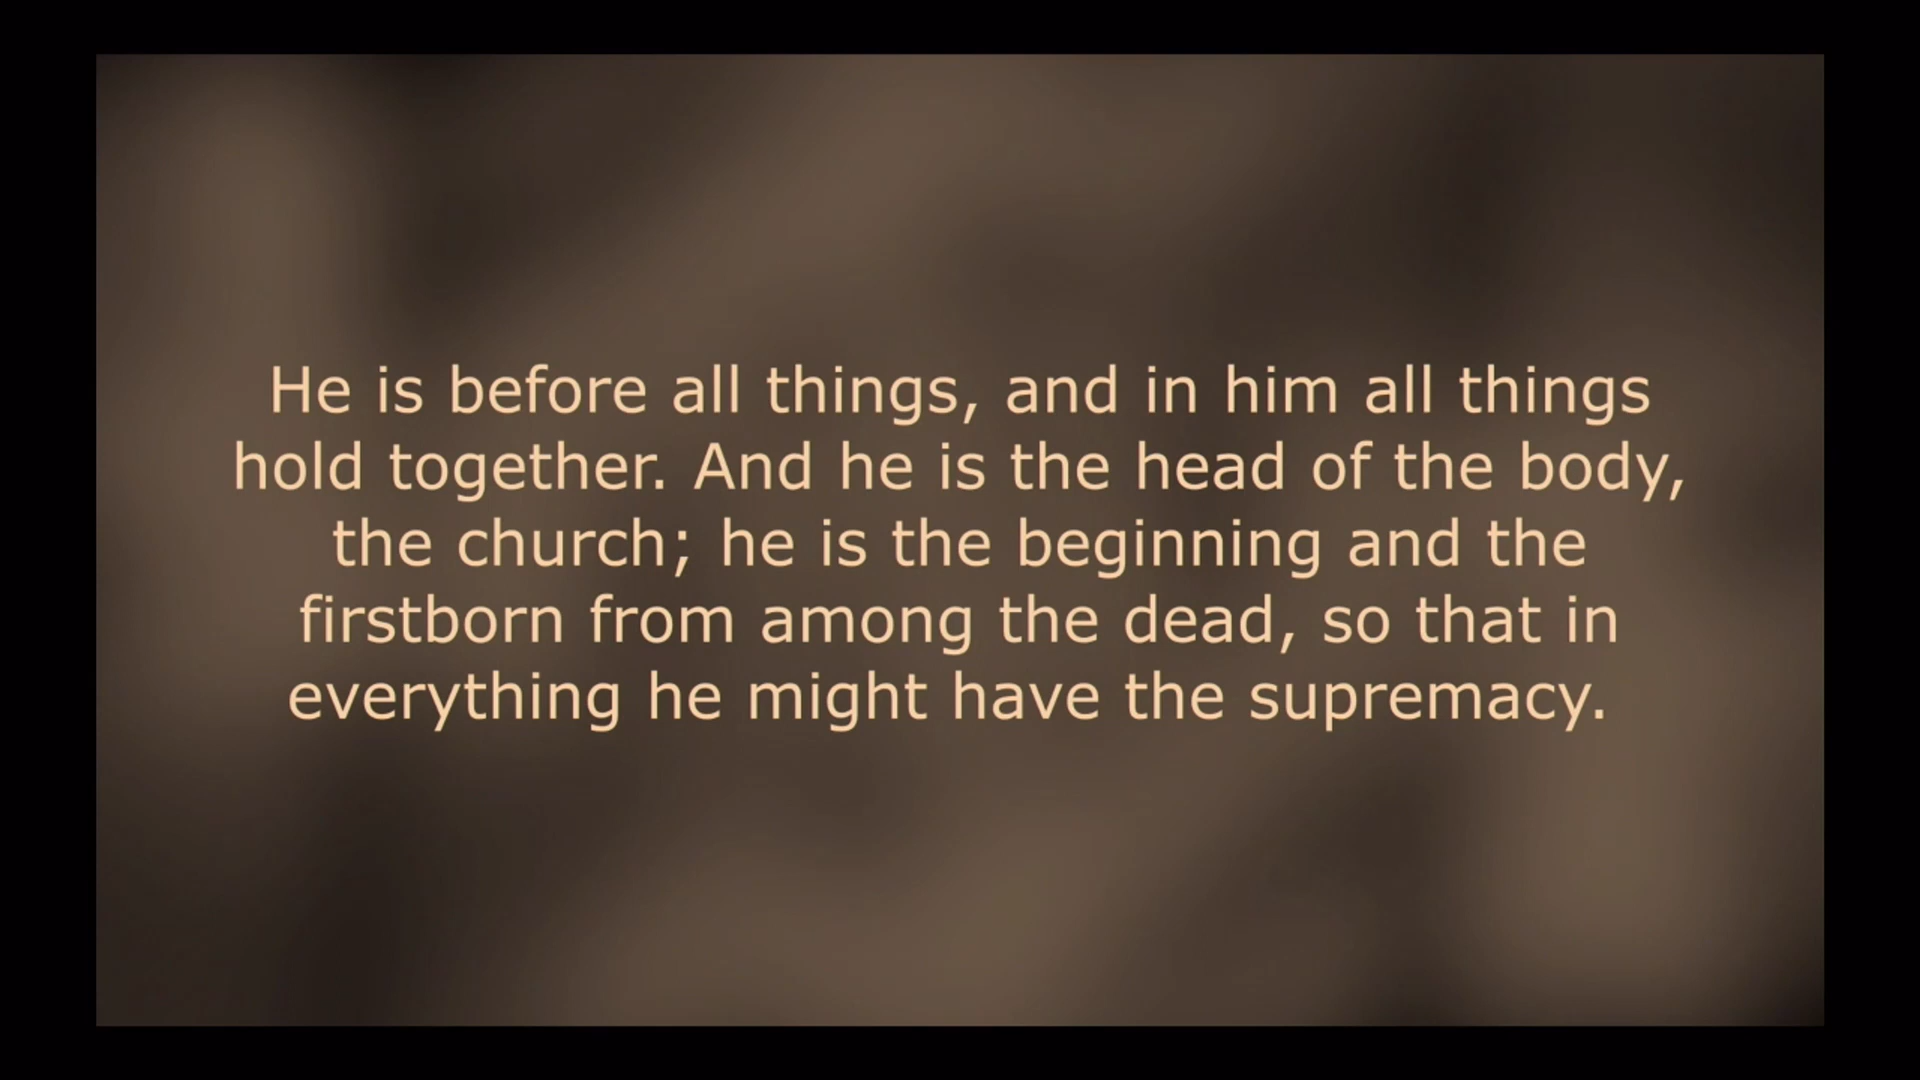 He is before all things, and in him all things
hold together. And he is the head of the body,
the church; he is the beginning and the
firstborn from among the dead, so that in
everything he might have the supremacy.